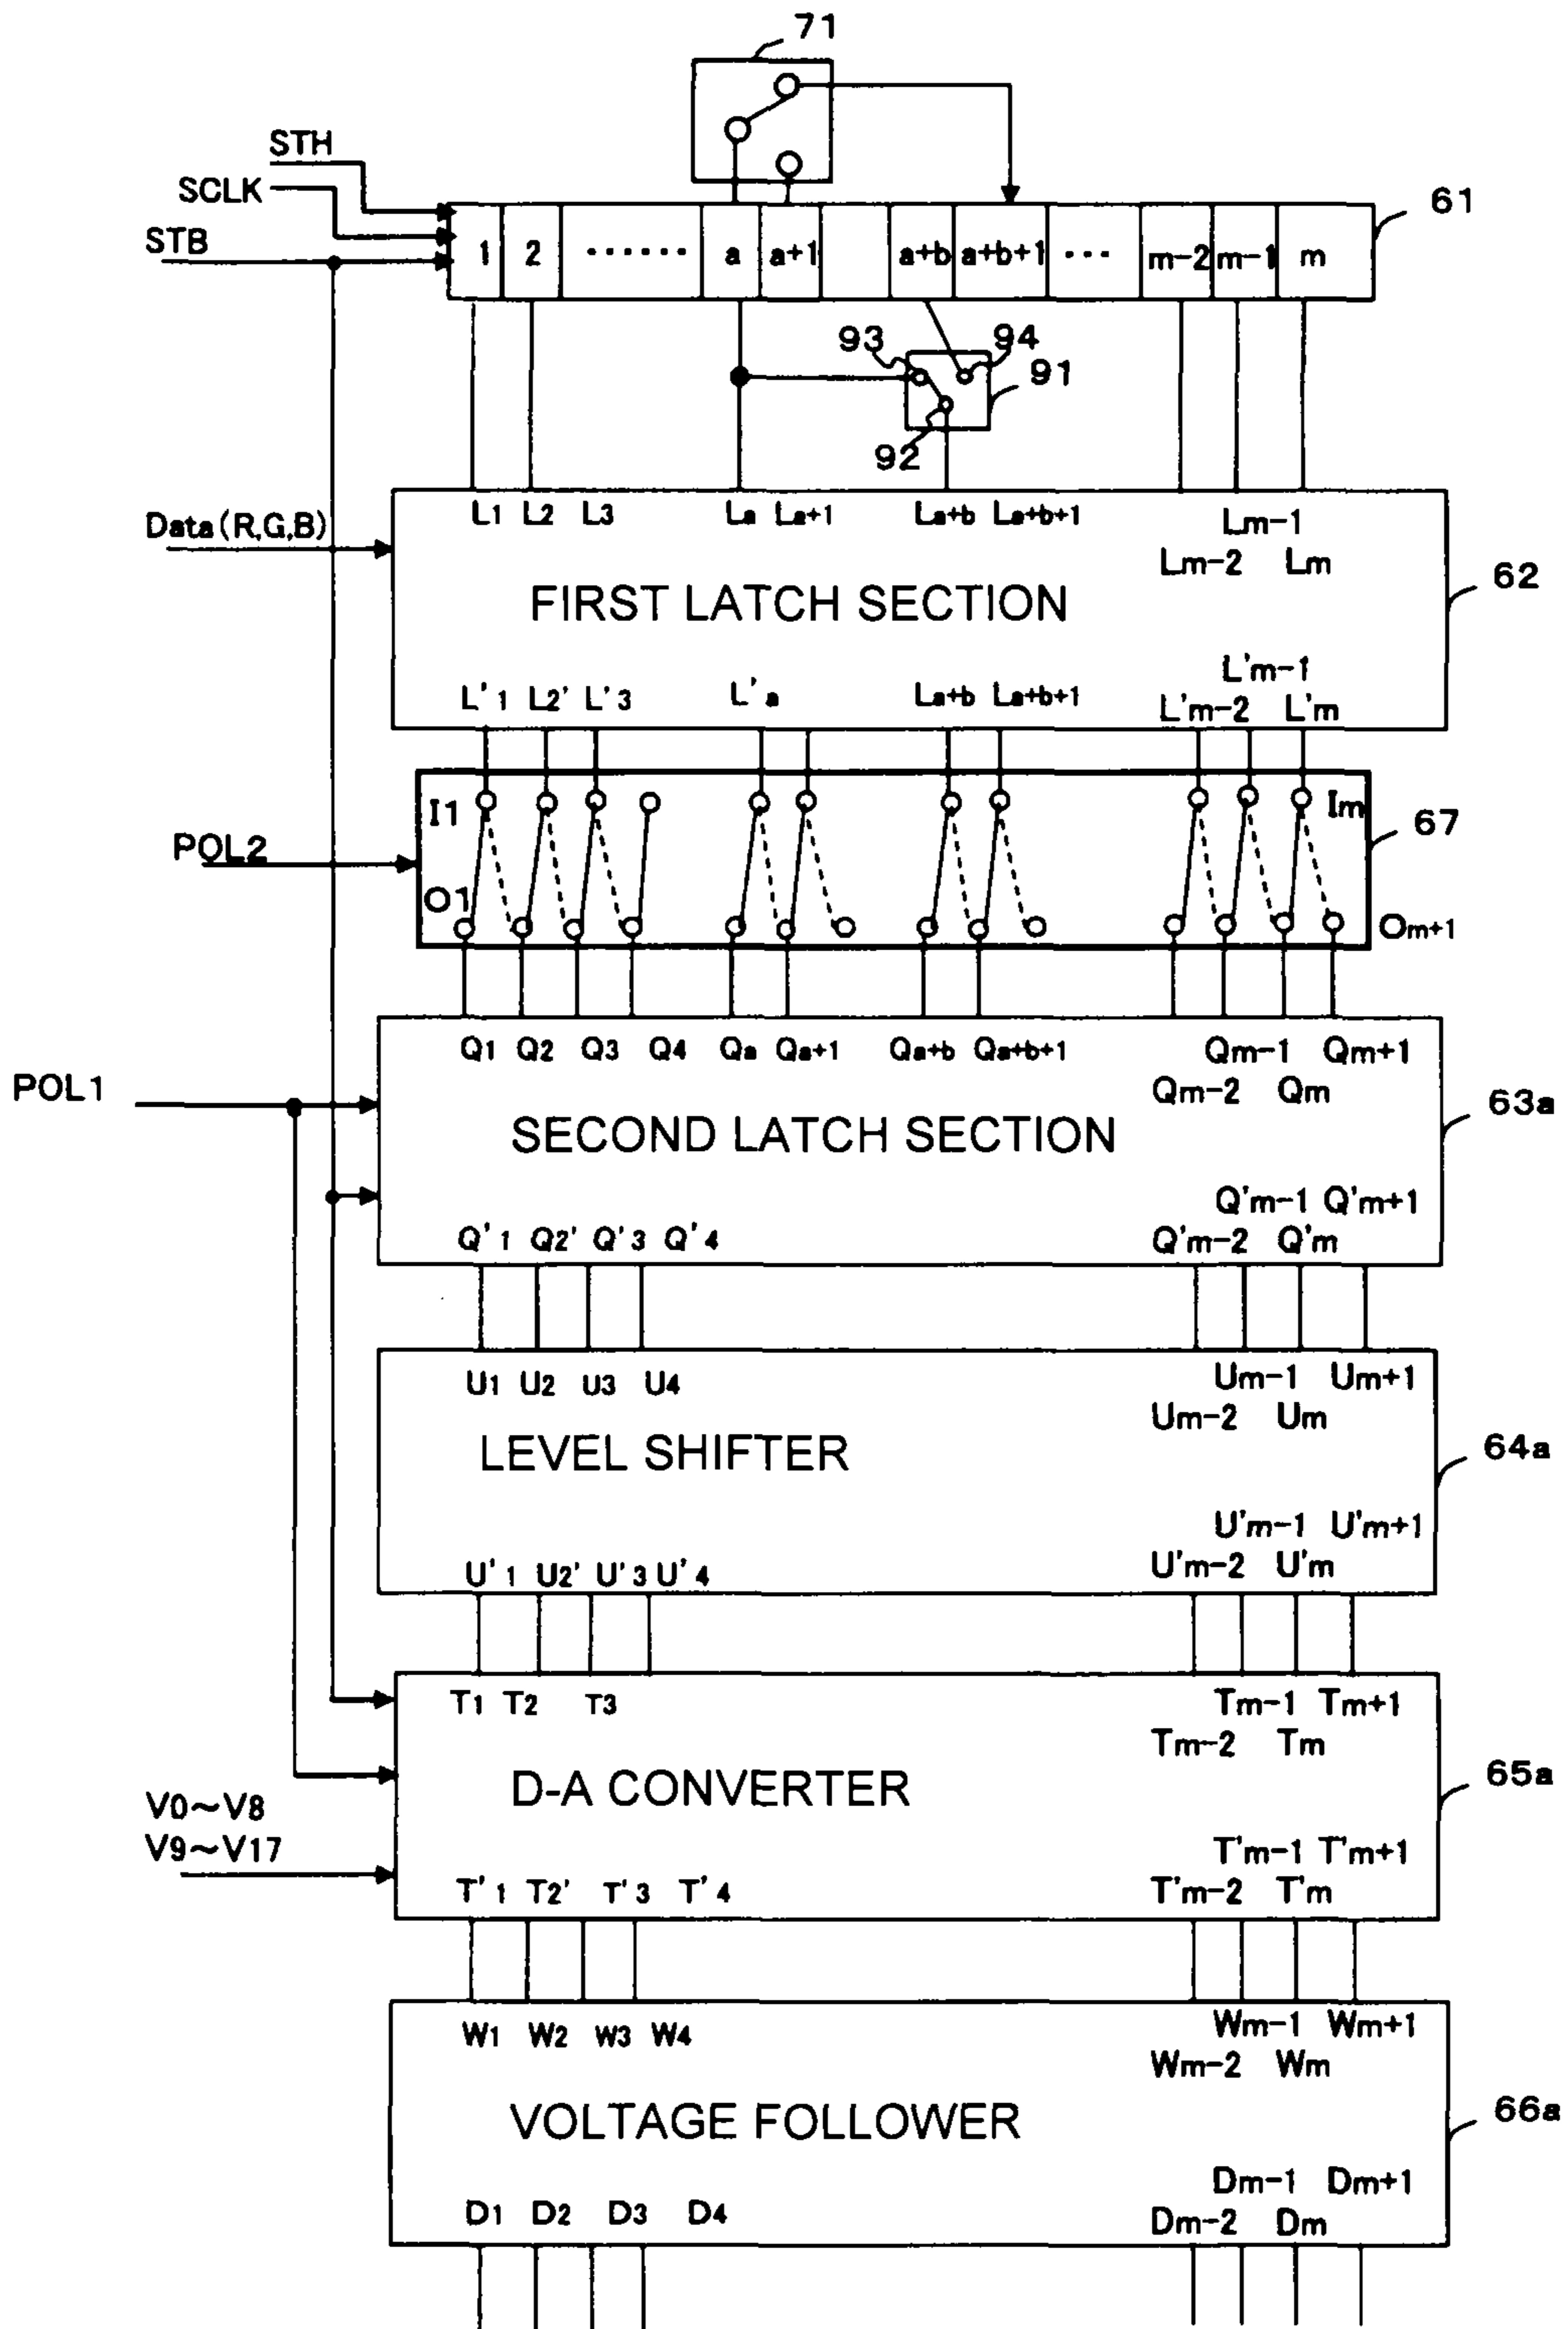 71
STH
SCLK
STB
61
1 2 ······ a a+1 a+b a+b+1 ··· m-2 m-1 m
93 94
91
92
Data(R,G,B)
L1 L2 L3 La La+1 La+b La+b+1 Lm-1
Lm-2 Lm
62
FIRST LATCH SECTION
L'm-1
L'1 L2' L'3 L'a La+b La+b+1 L'm-2 L'm
I1 Im
67
POL2
O1 Om+1
Q1 Q2 Q3 Q4 Qa Qa+1 Qa+b Qa+b+1 Qm-1 Qm+1
Qm-2 Qm
POL1
63a
SECOND LATCH SECTION
Q'm-1 Q'm+1
Q'1 Q2' Q'3 Q'4 Q'm-2 Q'm
U1 U2 U3 U4 Um-1 Um+1
Um-2 Um
64a
LEVEL SHIFTER
U'm-1 U'm+1
U'1 U2' U'3 U'4 U'm-2 U'm
T1 T2 T3 Tm-1 Tm+1
Tm-2 Tm
65a
D-A CONVERTER
V0~V8
V9~V17
T'm-1 T'm+1
T'1 T2' T'3 T'4 T'm-2 T'm
W1 W2 W3 W4 Wm-1 Wm+1
Wm-2 Wm
66a
VOLTAGE FOLLOWER
Dm-1 Dm+1
D1 D2 D3 D4 Dm-2 Dm